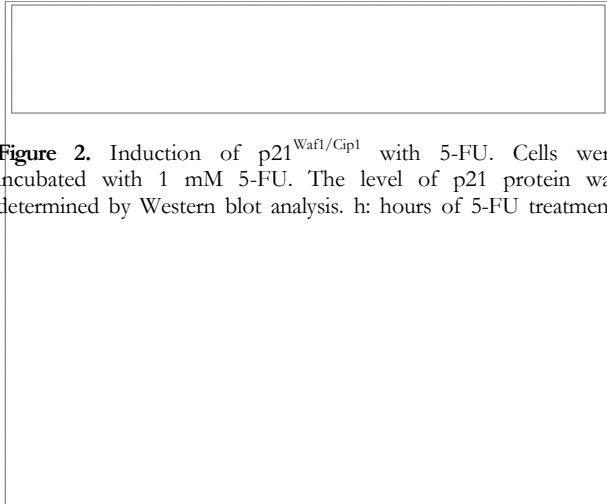 Figure 2. Induction of p21Waf1/Cip1 with 5-FU. Cells wer
incubated with 1 mM 5-FU. The level of p21 protein wa
determined by Western blot analysis. h: hours of 5-FU treatmen